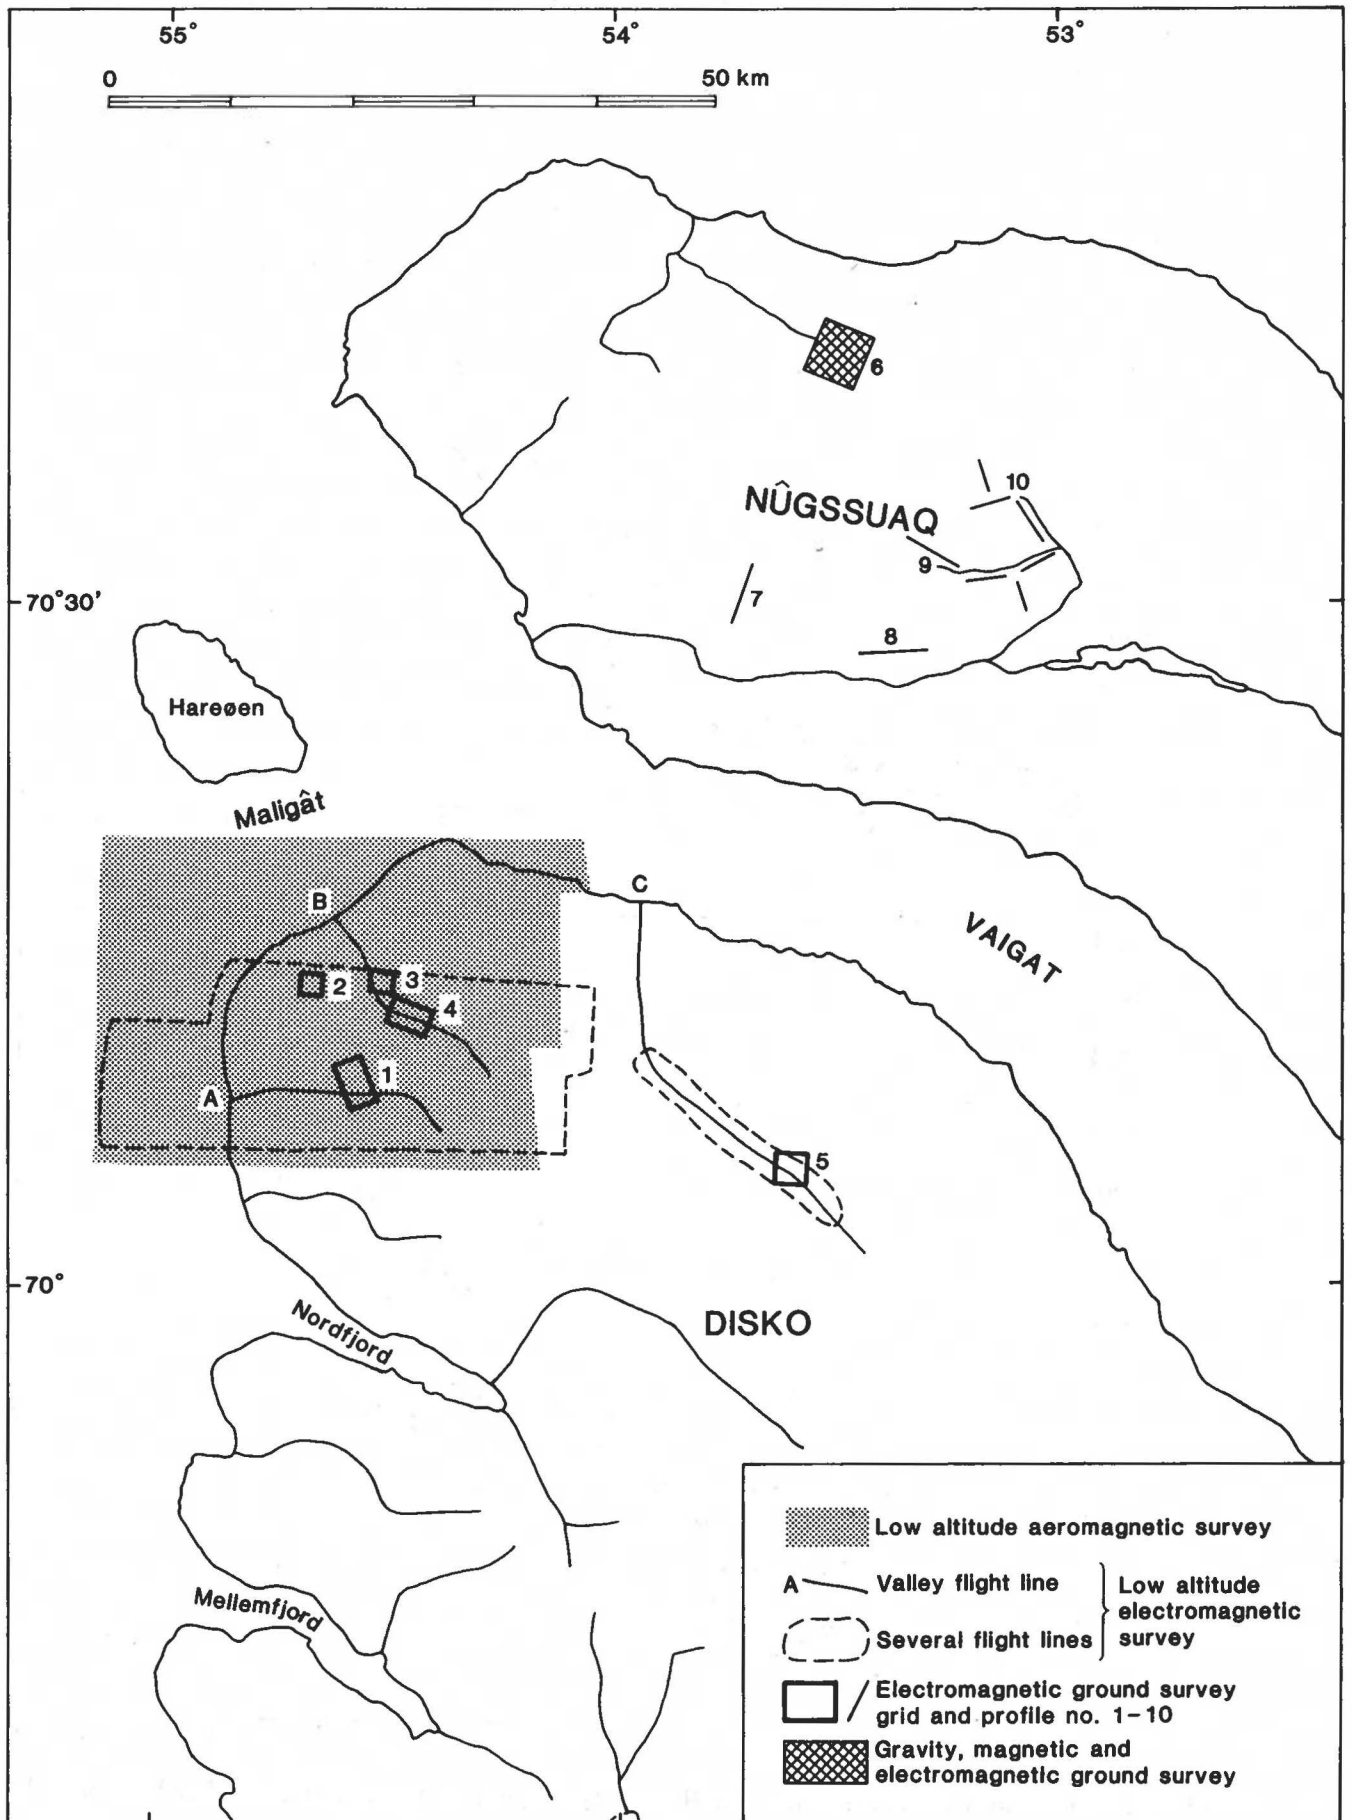 55°
54°
53°
0
50 km
6
10
NÛGSSUAQ
9
7
70°30'
8
Hareøen
Maligât
C
B
VAIGAT
2
3
4
1
A
5
70°
DISKO
Nordfjord
Mellemfjord
Low altitude aeromagnetic survey
A
Valley flight line
Several flight lines
Low altitude
electromagnetic
survey
Electromagnetic ground survey
grid and profile no. 1-10
Gravity, magnetic and
electromagnetic ground survey